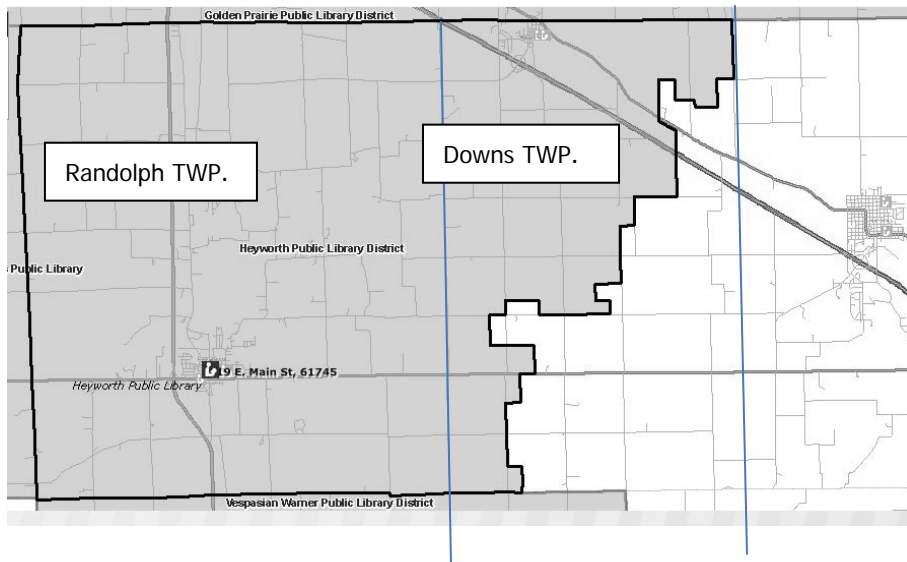 Golden Prairie Public Library District
Downs TWP.
Randolph TWP.
Heyworth Public Library District
Public Library
E. Main St, 61745
Heyworth Public Library
Vespasian Warner Public Library District